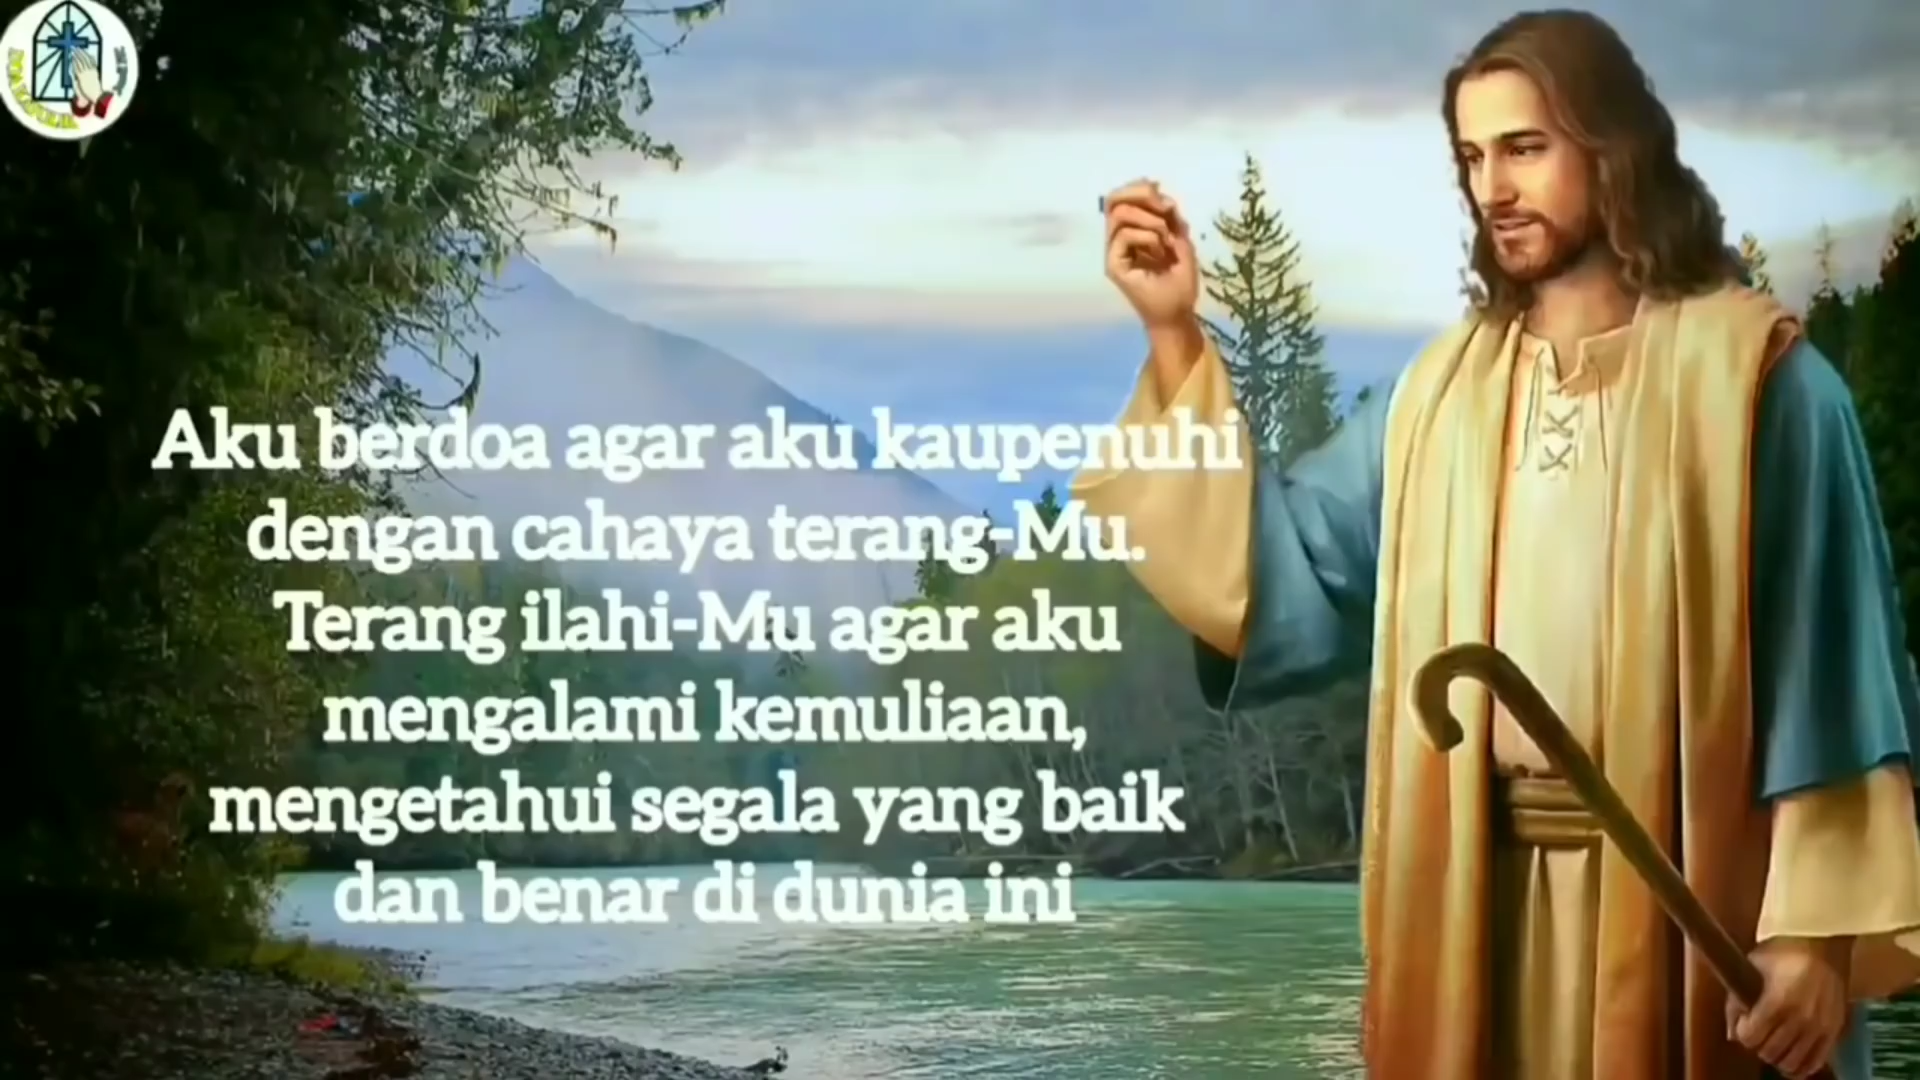 Aku berdoa agar aku kaupenuhi
dengan cahaya terang-Mu.
Terang ilahi-Mu agar aku
mengalami kemuliaan,
mengetahui segala yang baik
dan benar di dunia ini